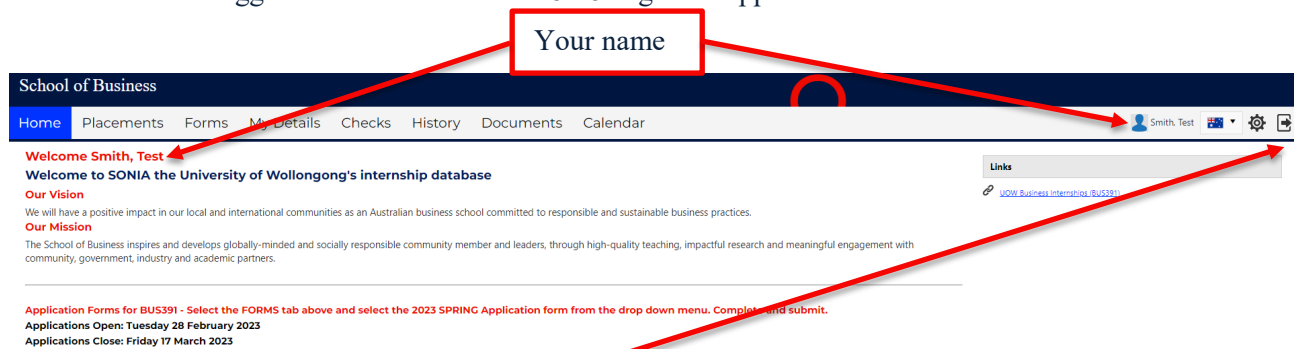 Your name
School of Business
Home Placements Forms My Details Checks History Documents Calendar Smith, Test
Welcome Smith, Test
Welcome to SONIA the University of Wollongong's internship database
Our Vision
We will have a positive impact in our local and international communities as an Australian business school committed to responsible and sustainable business practices.
Our Mission
The School of Business inspires and develops globally-minded and socially responsible community member and leaders, through high-quality teaching, impactful research and meaningful engagement with
community, government, industry and academic partners.
Application Forms for BUS391 - Select the FORMS tab above and select the 2023 SPRING Application form from the drop down menu. Complete and submit.
Applications Open: Tuesday 28 February 2023
Applications Close: Friday 17 March 2023
Links
UOW Business Internships (BUS391)